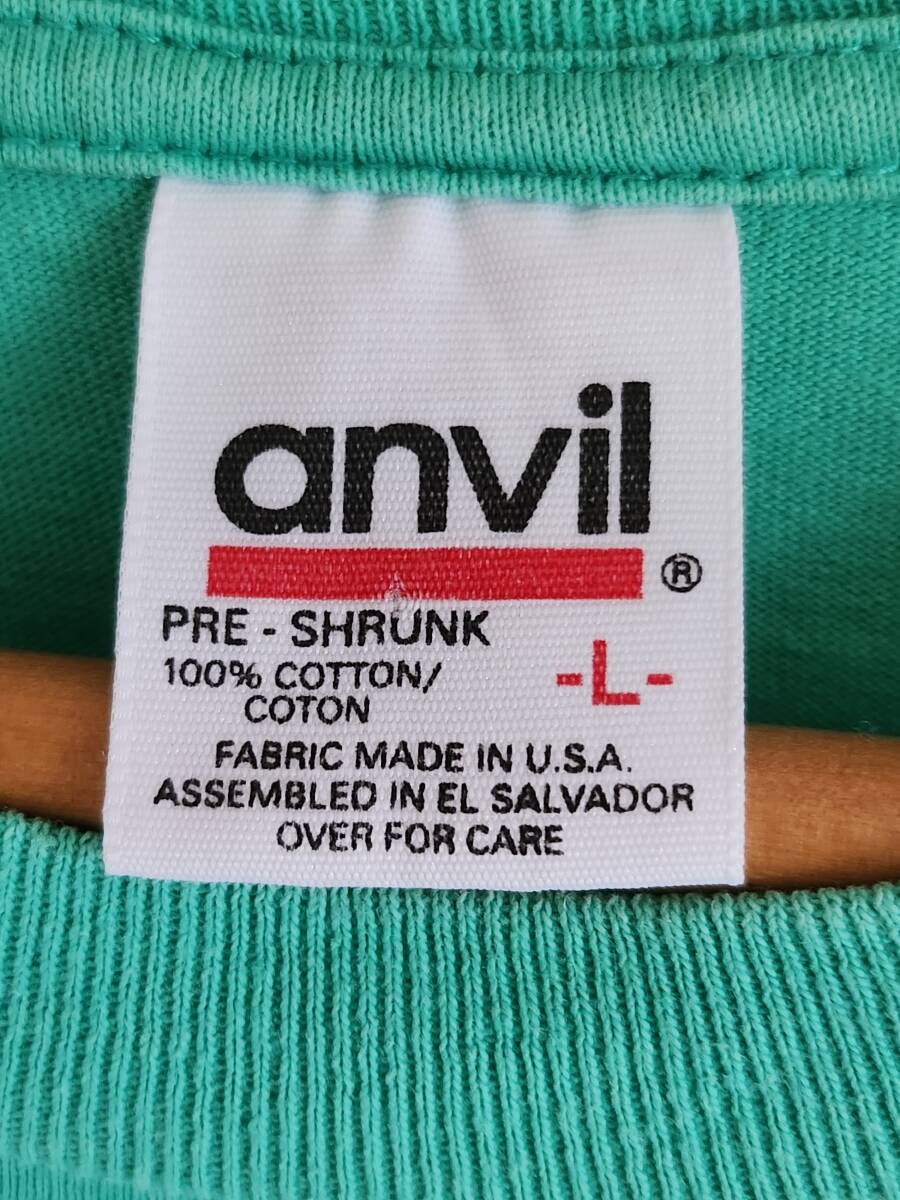 anvil ®
PRE - SHRUNK
100% COTTON/
COTON
-L-
FABRIC MADE IN U.S.A.
ASSEMBLED IN EL SALVADOR
OVER FOR CARE